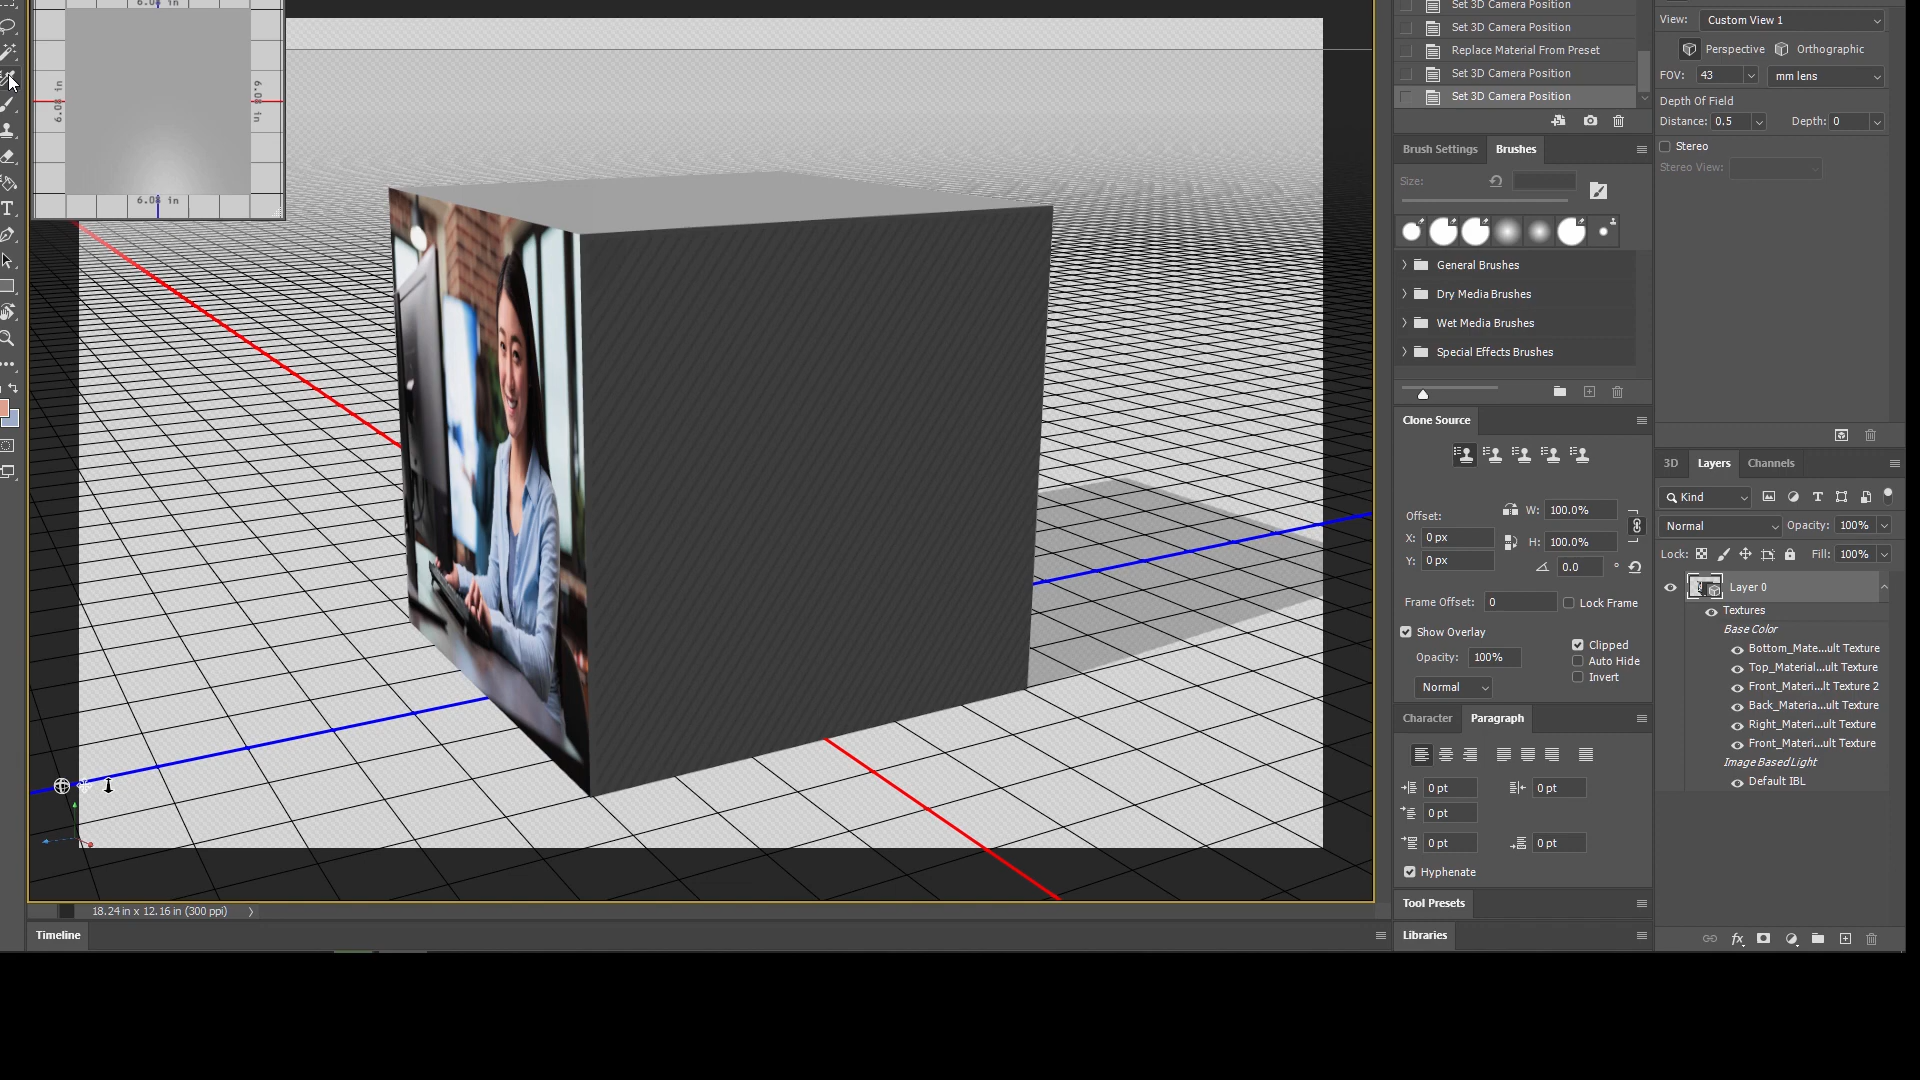 6.08 in
6.08 in
6.08 in
6.08 in
18.24 in x 12.16 in (300 ppi)
Timeline
Set 3D Camera Position
Set 3D Camera Position
Replace Material From Preset
Set 3D Camera Position
Set 3D Camera Position
Brush Settings
Brushes
Size:
General Brushes
Dry Media Brushes
Wet Media Brushes
Special Effects Brushes
Clone Source
Offset:
W: 100.0%
X: 0 px
H: 100.0%
Y: 0 px
0.0 °
Frame Offset: 0
Lock Frame
Show Overlay
Clipped
Opacity: 100%
Auto Hide
Invert
Normal
Character
Paragraph
0 pt
0 pt
0 pt
0 pt
0 pt
Hyphenate
Tool Presets
Libraries
View: Custom View 1
Perspective
Orthographic
FOV: 43
mm lens
Depth Of Field
Distance: 0.5
Depth: 0
Stereo
Stereo View:
3D
Layers
Channels
Kind
Normal
Opacity: 100%
Lock:
Fill: 100%
Layer 0
Textures
Base Color
Bottom_Mate...ult Texture
Top_Material...ult Texture
Front_Materi...lt Texture 2
Back_Materia...ult Texture
Right_Materi...ult Texture
Front_Materi...ult Texture
Image Based Light
Default IBL
fx